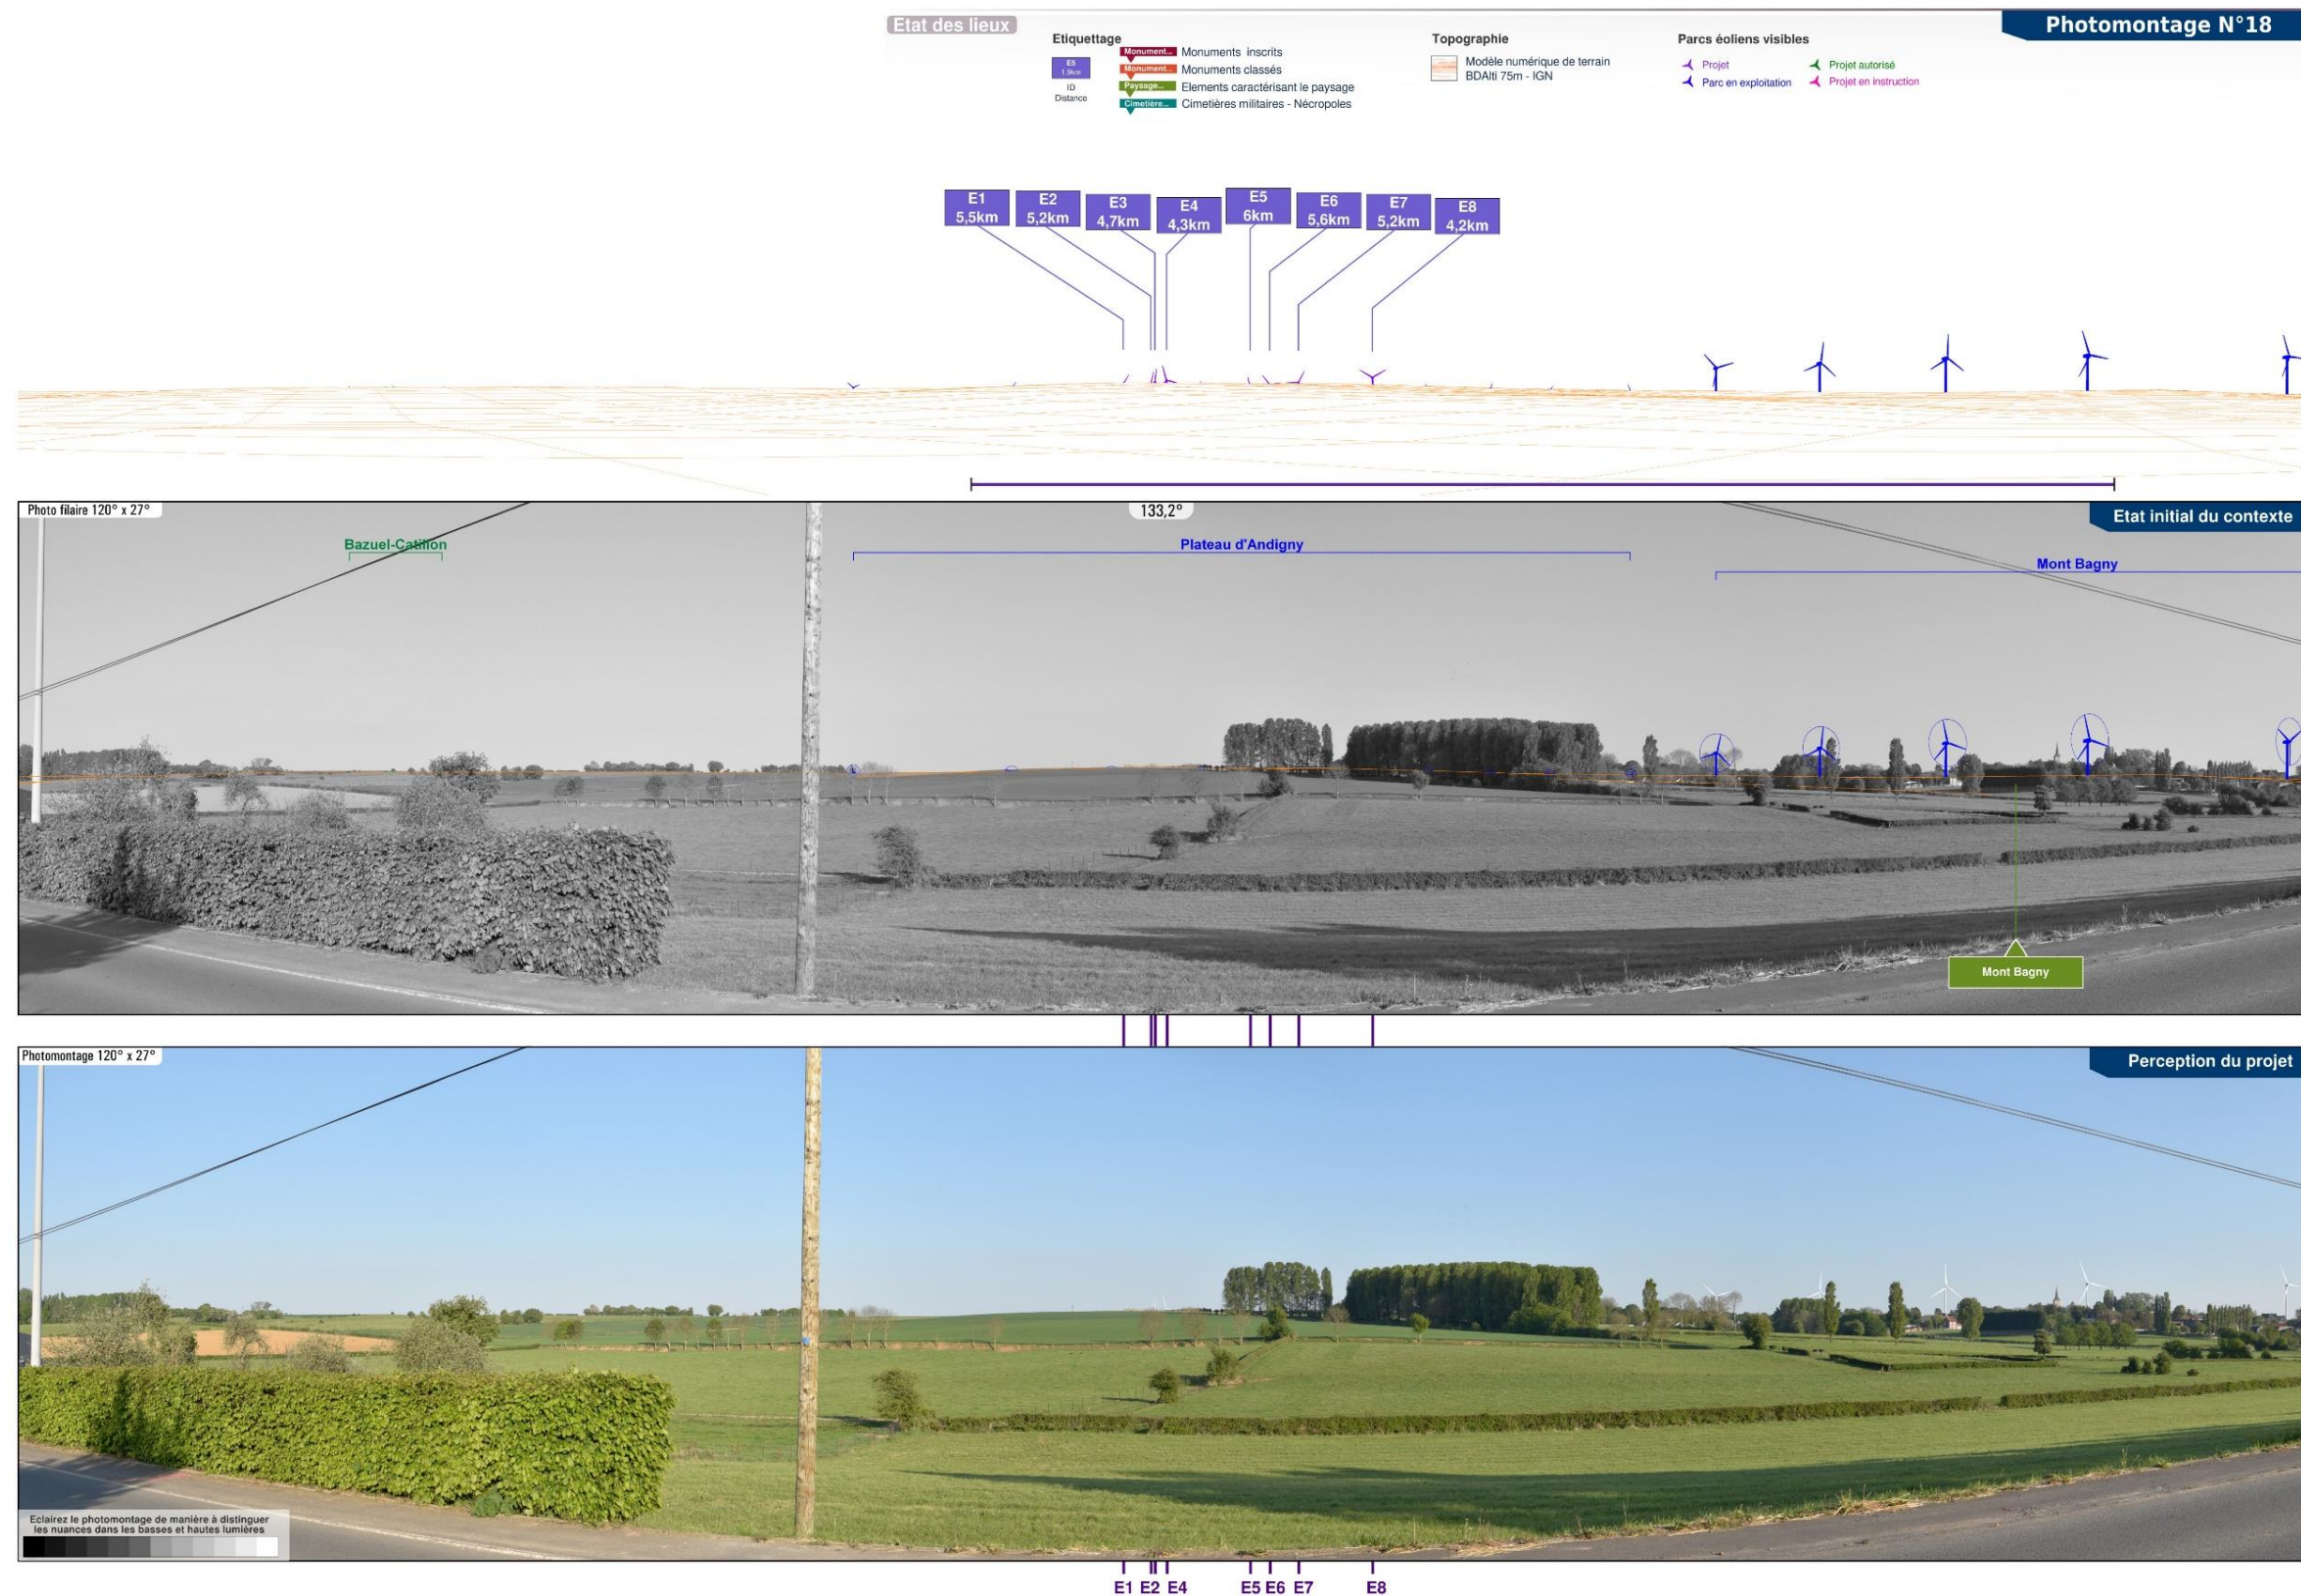 Etat des lieux
Photomontage N°18
Etiquettage
E5
1.9km
ID
Distance
Monument...
Monuments inscrits
Monument...
Monuments classés
Paysage...
Elements caractérisant le paysage
Cimetière...
Cimetières militaires - Nécropoles
Topographie
Modèle numérique de terrain
BDAlti 75m - IGN
Parcs éoliens visibles
Projet
Projet autorisé
Parc en exploitation
Projet en instruction
E1
5,5km
E2
5,2km
E3
4,7km
E4
4,3km
E5
6km
E6
5,6km
E7
5,2km
E8
4,2km
Photo filaire 120° x 27°
133,2°
Etat initial du contexte
Bazuel-Catillon
Plateau d'Andigny
Mont Bagny
Mont Bagny
Photomontage 120° x 27°
Perception du projet
Eclairez le photomontage de manière à distinguer
les nuances dans les basses et hautes lumières
E1 E2 E4 E5 E6 E7 E8